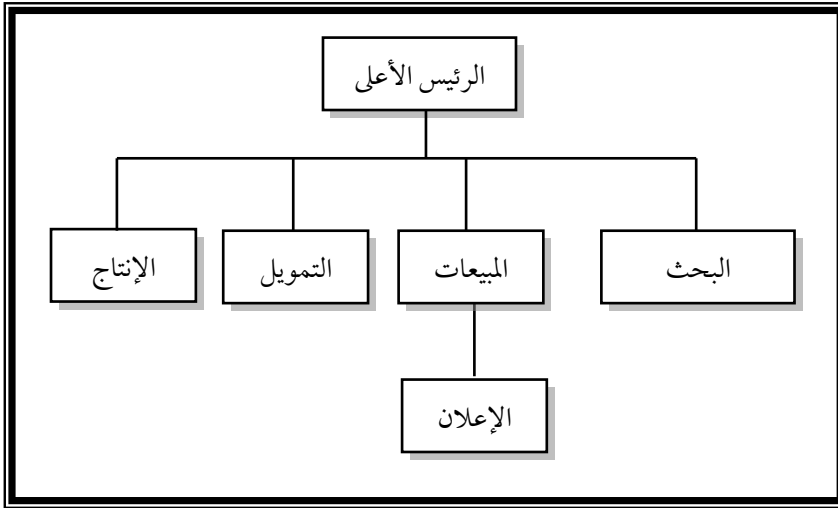 الرئيس الأعلى
البحث
المبيعات
التمويل
الإنتاج
الإعلان